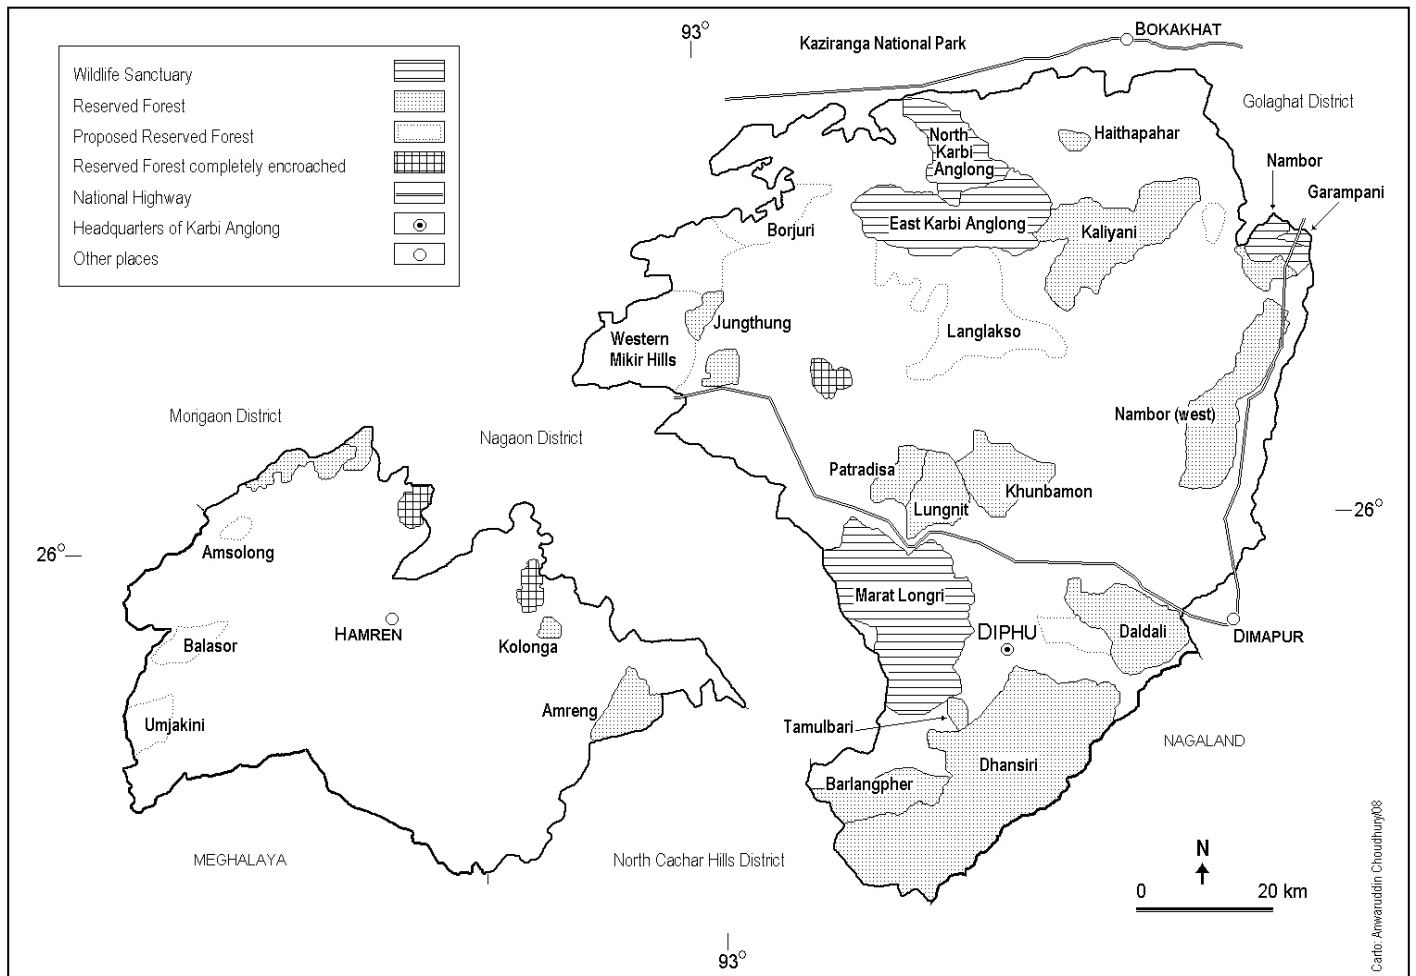 93°
BOKAKHAT
Kaziranga National Park
Wildlife Sanctuary
Reserved Forest
Proposed Reserved Forest
Reserved Forest completely encroached
National Highway
Headquarters of Karbi Anglong
Other places
Golaghat District
North
Karbi
Anglong
Haithapahar
Nambor
Garampani
Borjuri
East Karbi Anglong
Kaliyani
Jungthung
Langlakso
Western
Mikir Hills
Morigaon District
Nagaon District
Nambor (west)
Patradisa
Khunbamon
Lungnit
26°
26°
Amsolong
Marat Longri
HAMREN
Balasor
Kolonga
DIPHU
Daldali
DIMAPUR
Amreng
Umjakini
Tamulbari
NAGALAND
Dhansiri
Barlangpher
MEGHALAYA
North Cachar Hills District
N
0 20 km
93°
Carto: Anwaruddin Choudhury/08